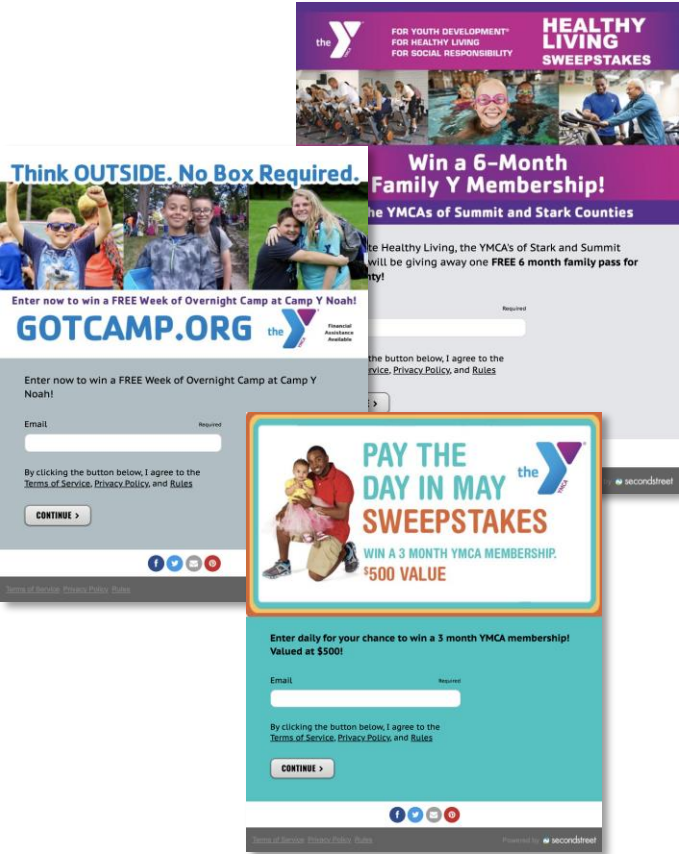 the
YMCA
FOR YOUTH DEVELOPMENT®
FOR HEALTHY LIVING
FOR SOCIAL RESPONSIBILITY
HEALTHY
LIVING
SWEEPSTAKES
Win a 6-Month
Family Y Membership!
he YMCAs of Summit and Stark Counties
te Healthy Living, the YMCA's of Stark and Summit
will be giving away one FREE 6 month family pass for
nty!
Required
the button below, I agree to the
rvice, Privacy Policy, and Rules
>
by secondstreet
Think OUTSIDE. No Box Required.
Enter now to win a FREE Week of Overnight Camp at Camp Y Noah!
GOTCAMP.ORG
the
Financial
Assistance
Available
Enter now to win a FREE Week of Overnight Camp at Camp Y
Noah!
Email
Required
By clicking the button below, I agree to the
Terms of Service, Privacy Policy, and Rules
CONTINUE >
Terms of Service Privacy Policy Rules
PAY THE
DAY IN MAY
SWEEPSTAKES
the
YMCA
WIN A 3 MONTH YMCA MEMBERSHIP.
$500 VALUE
Enter daily for your chance to win a 3 month YMCA membership!
Valued at $500!
Email
Required
By clicking the button below, I agree to the
Terms of Service, Privacy Policy, and Rules
CONTINUE >
Terms of Service Privacy Policy Rules
Powered by secondstreet